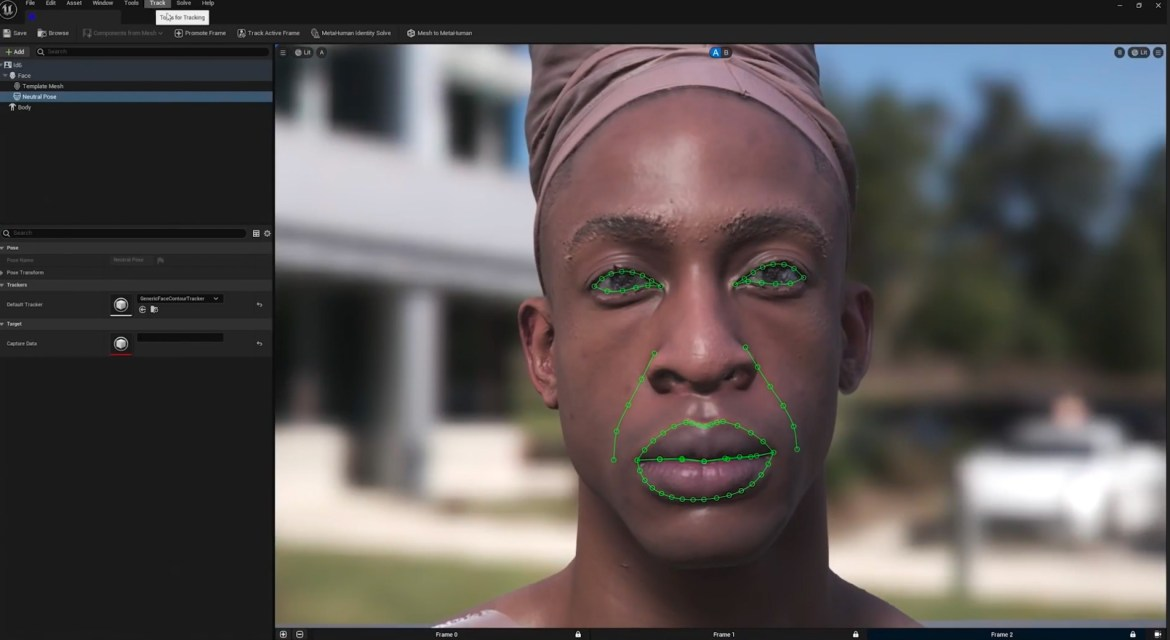 File Edit Asset Window Tools Track Solve Help
Tools for Tracking
Save Browse Components from Mesh Promote Frame Track Active Frame MetaHuman Identity Solve Mesh to MetaHuman
Add Search
Lit A
A B
B Lit
Face
Template Mesh
Neutral Pose
Body
Search
Pose
Pose Name Neutral Pose
Pose Transform
Trackers
Default Tracker GenericFaceContourTracker
Target
Capture Data
Frame 0 Frame 1 Frame 2